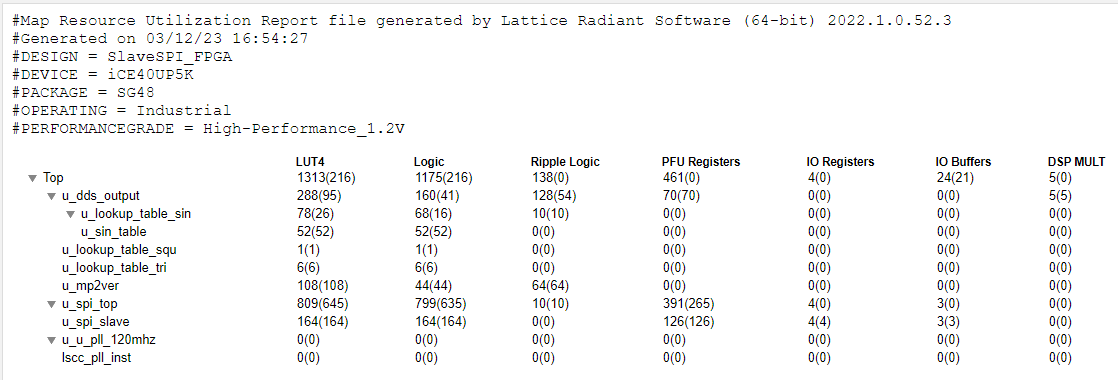 #Map Resource Utilization Report file generated by Lattice Radiant Software (64-bit) 2022.1.0.52.3
#Generated on 03/12/23 16:54:27
#DESIGN = SlaveSPI_FPGA
#DEVICE = iCE40UP5K
#PACKAGE = SG48
#OPERATING = Industrial
#PERFORMANCEGRADE = High-Performance_1.2V
LUT4 Logic Ripple Logic PFU Registers IO Registers IO Buffers DSP MULT
Top 1313(216) 1175(216) 138(0) 461(0) 4(0) 24(21) 5(0)
u_dds_output 288(95) 160(41) 128(54) 70(70) 0(0) 0(0) 5(5)
u_lookup_table_sin 78(26) 68(16) 10(10) 0(0) 0(0) 0(0) 0(0)
u_sin_table 52(52) 52(52) 0(0) 0(0) 0(0) 0(0) 0(0)
u_lookup_table_squ 1(1) 1(1) 0(0) 0(0) 0(0) 0(0) 0(0)
u_lookup_table_tri 6(6) 6(6) 0(0) 0(0) 0(0) 0(0) 0(0)
u_mp2ver 108(108) 44(44) 64(64) 0(0) 0(0) 0(0) 0(0)
u_spi_top 809(645) 799(635) 10(10) 391(265) 4(0) 3(0) 0(0)
u_spi_slave 164(164) 164(164) 0(0) 126(126) 4(4) 3(3) 0(0)
u_u_pll_120mhz 0(0) 0(0) 0(0) 0(0) 0(0) 0(0) 0(0)
lscc_pll_inst 0(0) 0(0) 0(0) 0(0) 0(0) 0(0) 0(0)